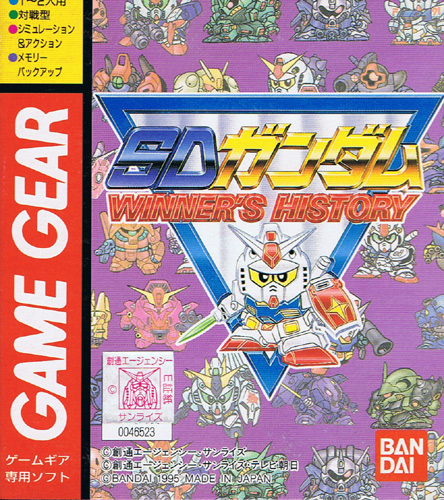 1〜2人用
●対戦型
●シミュレーション
&アクション
●メモリー
バックアップ
GAME GEAR
ゲームギア
専用ソフト
SDガンダム
WINNER'S HISTORY
創通エージェンシー
©
証紙
サンライズ
0046523
©創通エージェンシー・サンライズ
©創通エージェンシー・サンライズ・テレビ朝日
©BANDAI 1995 MADE IN JAPAN
BAN
DAI